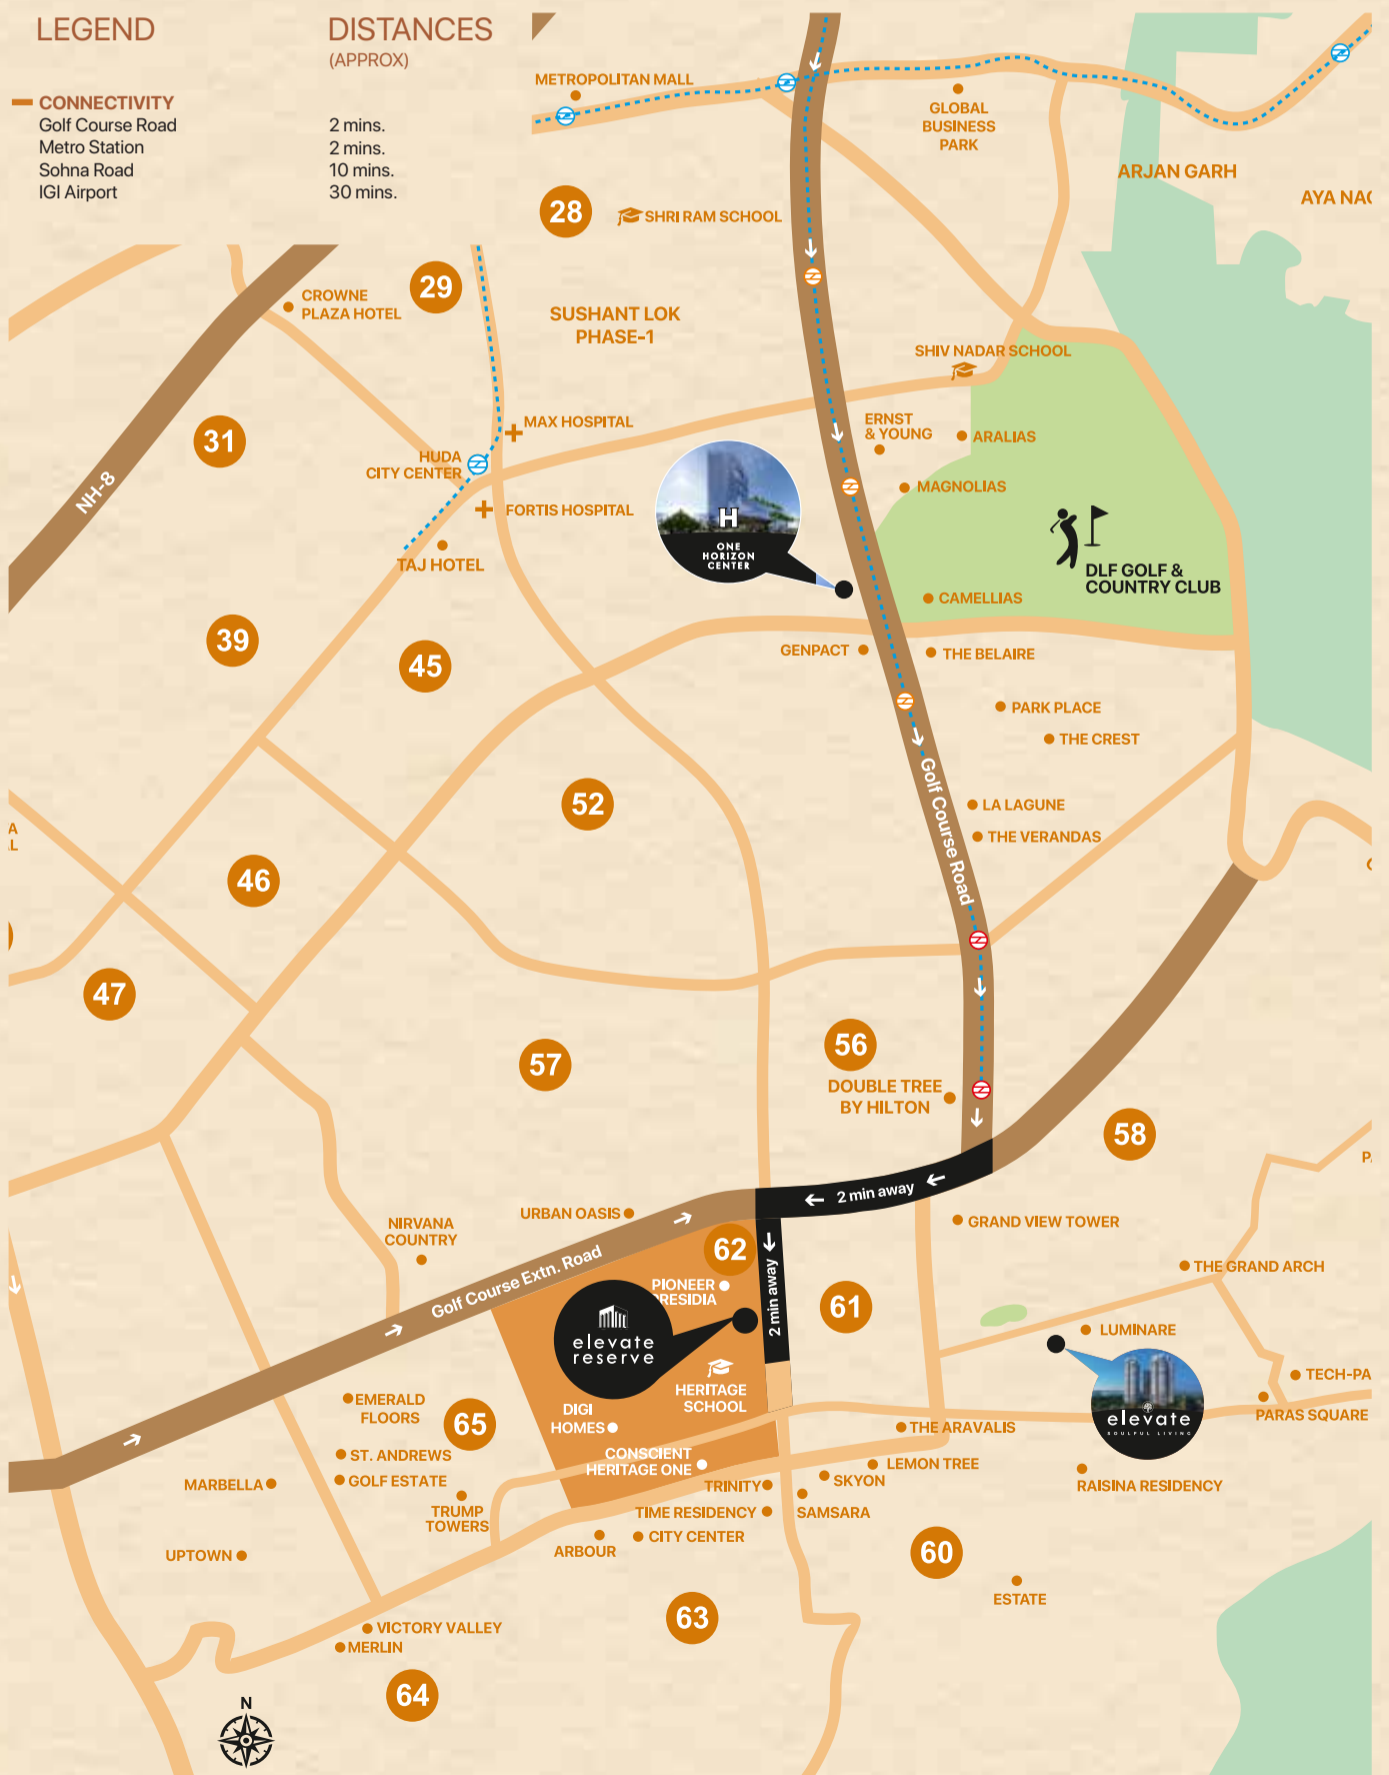 LEGEND
DISTANCES
(APPROX)
CONNECTIVITY
Golf Course Road 2 mins.
Metro Station 2 mins.
Sohna Road 10 mins.
IGI Airport 30 mins.
METROPOLITAN MALL
GLOBAL
BUSINESS
PARK
ARJAN GARH
28
SHRI RAM SCHOOL
29
CROWNE
PLAZA HOTEL
SUSHANT LOK
PHASE-1
SHIV NADAR SCHOOL
31
MAX HOSPITAL
ERNST
& YOUNG
ARALIAS
HUDA
CITY CENTER
MAGNOLIAS
NH-8
FORTIS HOSPITAL
H
ONE
HORIZON
CENTER
TAJ HOTEL
DLF GOLF &
COUNTRY CLUB
CAMELLIAS
39
45
GENPACT
THE BELAIRE
PARK PLACE
THE CREST
52
Golf Course Road
LA LAGUNE
THE VERANDAS
46
47
56
57
DOUBLE TREE
BY HILTON
58
2 min away
URBAN OASIS
GRAND VIEW TOWER
NIRVANA
COUNTRY
62
Golf Course Extn. Road
THE GRAND ARCH
PIONEER
RESIDIA
2 min away
61
elevate
reserve
LUMINARE
HERITAGE
SCHOOL
TECH-PA
EMERALD
FLOORS
65
DIGI
HOMES
elevate
SOULFUL LIVING
PARAS SQUARE
THE ARAVALIS
ST. ANDREWS
CONSCIENT
HERITAGE ONE
LEMON TREE
MARBELLA
GOLF ESTATE
TRINITY
SKYON
RAISINA RESIDENCY
TRUMP
TOWERS
TIME RESIDENCY
SAMSARA
ARBOUR
CITY CENTER
UPTOWN
60
ESTATE
63
VICTORY VALLEY
MERLIN
64
N